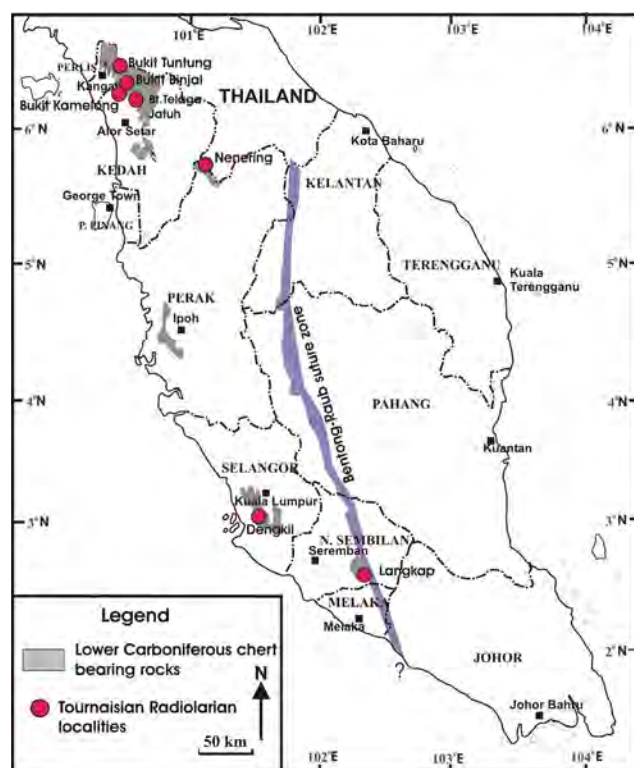 101°E
102°E
103°E
104°E
PERLIS
Bukit Tuntung
Kangar
Bukit Binjal
Bukit Kamelong
Bt.Telaga
Jatuh
THAILAND
6°N
6°N
Alor Setar
Kota Baharu
Nenering
KEDAH
KELANTAN
George Town
P. PINANG
5°N
5°N
TERENGGANU
Kuala
Terengganu
PERAK
Ipoh
Bentong-Raub suture zone
4°N
4°N
PAHANG
Kuantan
SELANGOR
Kuala Lumpur
3°N
3°N
Dengkil
N. SEMBILAN
Seremban
Langkap
MELAKA
Melaka
2°N
JOHOR
?
Johor Bahru
Legend
Lower Carboniferous chert
bearing rocks
N
Tournaisian Radiolarian
localities
50 km
102°E
103°E
104°E